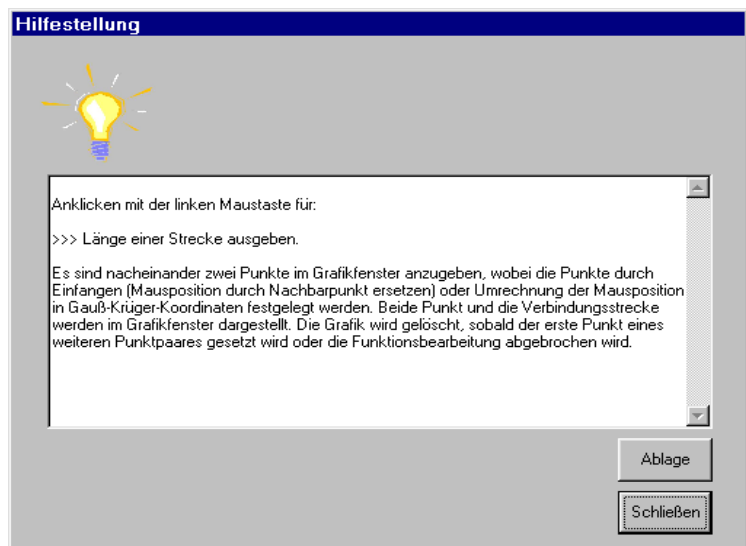 Hilfestellung
Anklicken mit der linken Maustaste für:
>>> Länge einer Strecke ausgeben.
Es sind nacheinander zwei Punkte im Grafikfenster anzugeben, wobei die Punkte durch
Einfangen (Mausposition durch Nachbarpunkt ersetzen) oder Umrechnung der Mausposition
in Gauß-Krüger-Koordinaten festgelegt werden. Beide Punkt und die Verbindungsstrecke
werden im Grafikfenster dargestellt. Die Grafik wird gelöscht, sobald der erste Punkt eines
weiteren Punktpaares gesetzt wird oder die Funktionsbearbeitung abgebrochen wird.
Ablage
Schließen